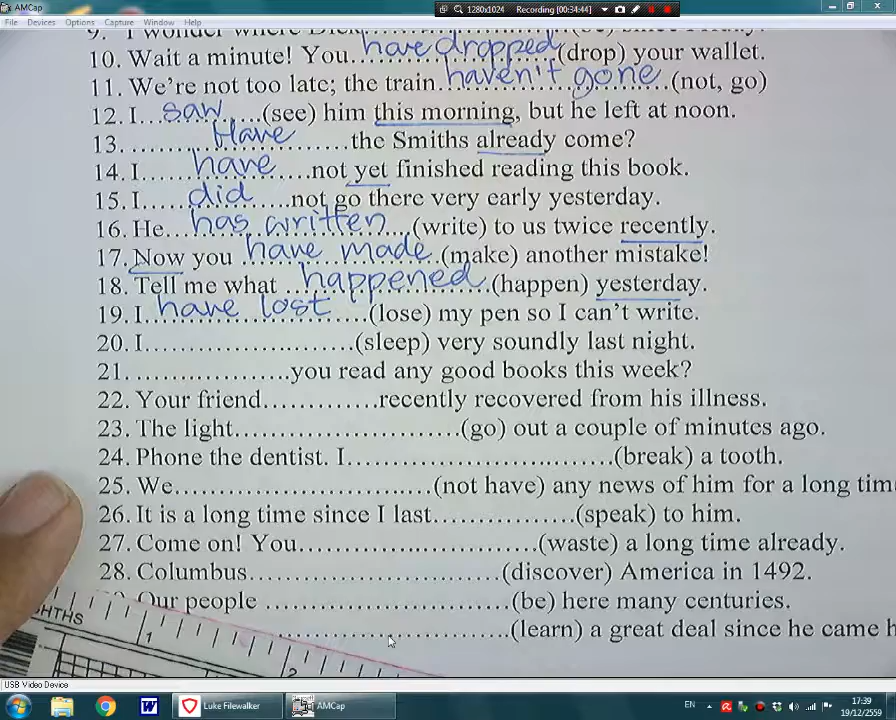 AMCap
Recording [00:34:44]
1280x1024
File Devices Options Capture Window Help
9. I wonder where
10. Wait a minute! You have dropped (drop) your wallet.
11. We're not too late; the train haven't gone (not, go)
12. I saw (see) him this morning, but he left at noon.
13. Have the Smiths already come?
14. I have not yet finished reading this book.
15. I did not go there very early yesterday.
16. He has written (write) to us twice recently.
17. Now you have made (make) another mistake!
18. Tell me what happened (happen) yesterday.
19. I have lost (lose) my pen so I can't write.
20. I (sleep) very soundly last night.
21. you read any good books this week?
22. Your friend recently recovered from his illness.
23. The light (go) out a couple of minutes ago.
24. Phone the dentist. I (break) a tooth.
25. We (not have) any news of him for a long tim
26. It is a long time since I last (speak) to him.
27. Come on! You (waste) a long time already.
28. Columbus (discover) America in 1492.
Our people (be) here many centuries.
(learn) a great deal since he came h
HTHS 1 2
USB Video Device
Luke Filewalker AMCap EN 17:39
19/12/2559